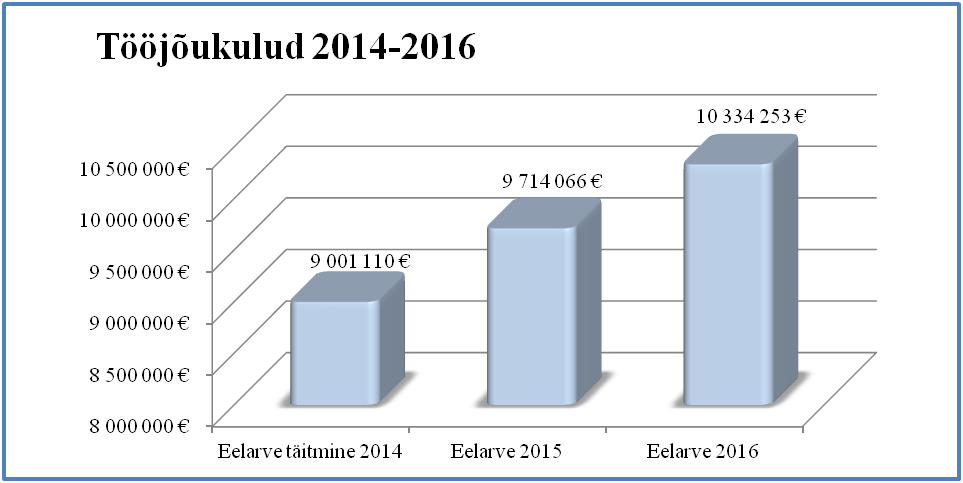 Tööjõukulud 2014-2016
10 334 253 €
10 500 000 €
9 714 066 €
10 000 000 €
9 001 110 €
9 500 000 €
9 000 000 €
8 500 000 €
8 000 000 €
Eelarve täitmine 2014
Eelarve 2015
Eelarve 2016